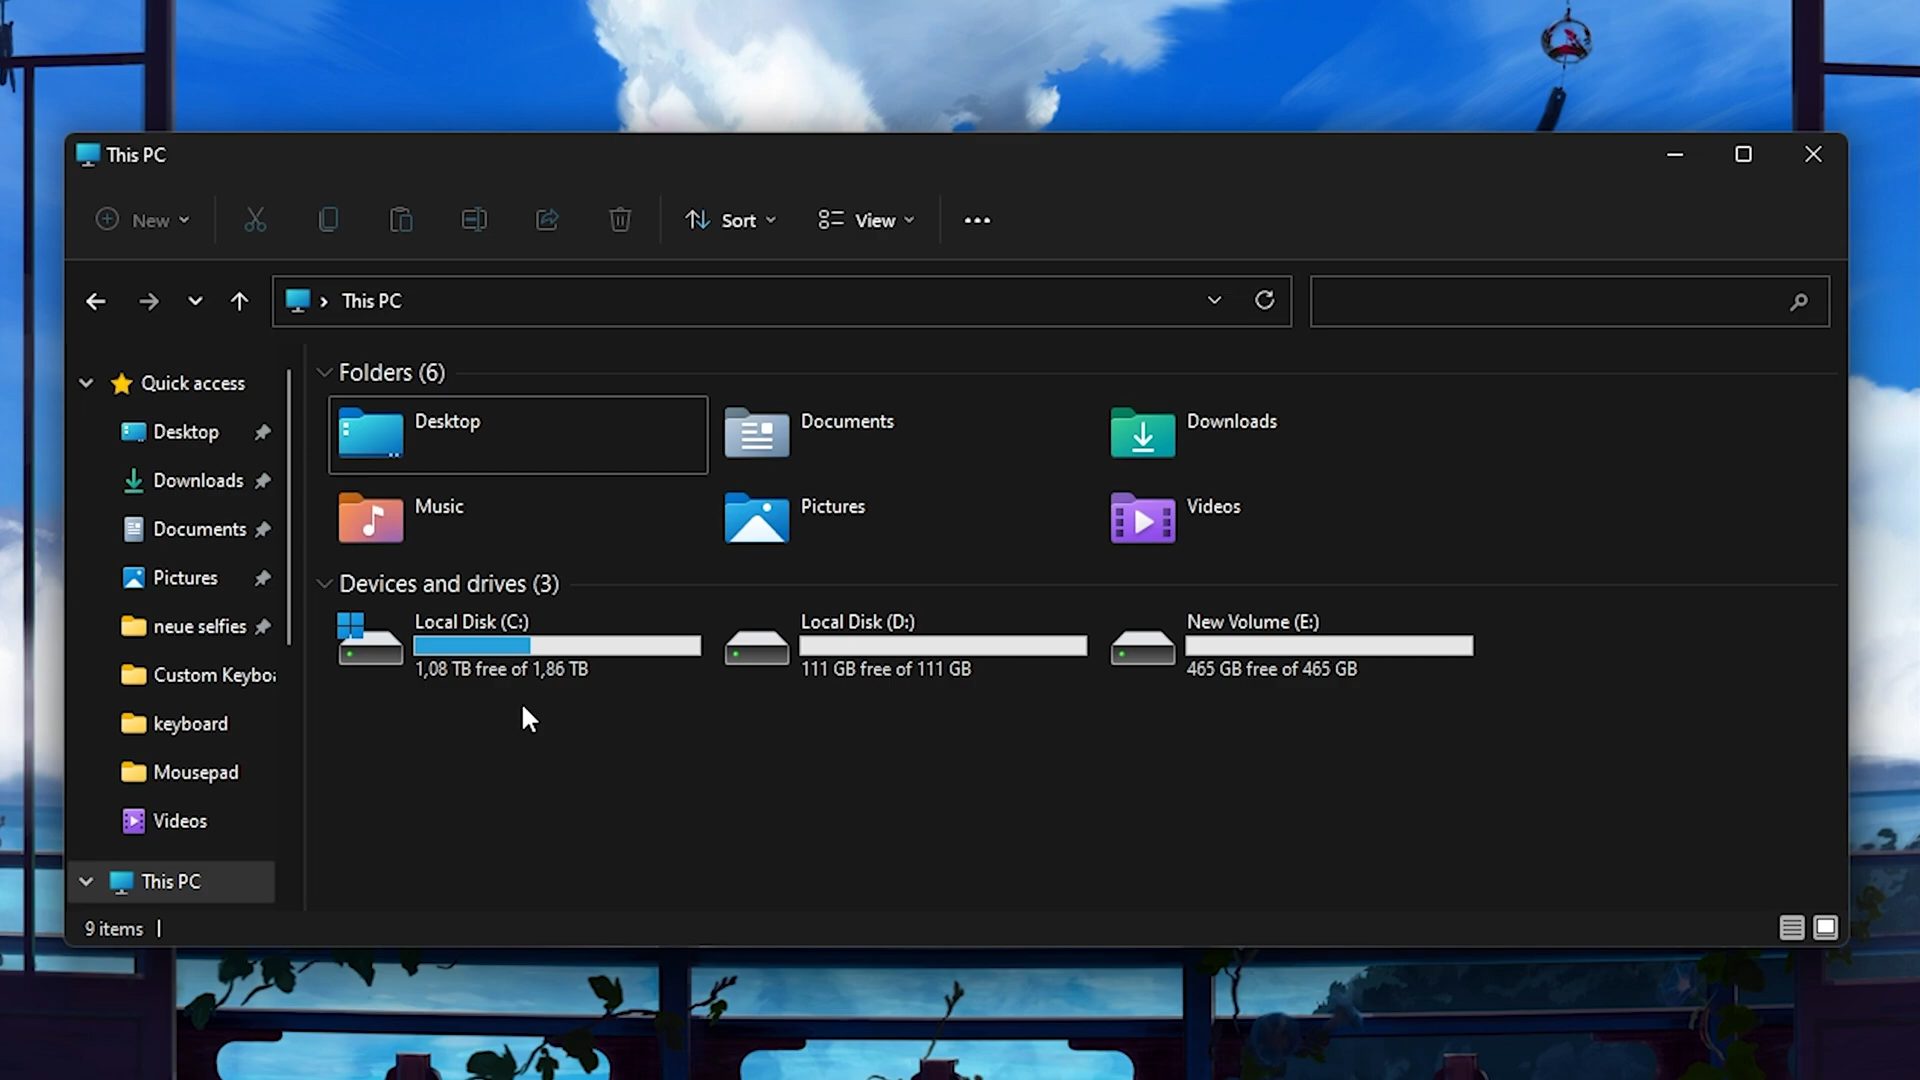 This PC
New
Sort
View
This PC
Quick access
Desktop
Downloads
Documents
Pictures
neue selfies
Custom Keyboa
keyboard
Mousepad
Videos
This PC
Folders (6)
Desktop
Documents
Downloads
Music
Pictures
Videos
Devices and drives (3)
Local Disk (C:)
1,08 TB free of 1,86 TB
Local Disk (D:)
111 GB free of 111 GB
New Volume (E:)
465 GB free of 465 GB
9 items